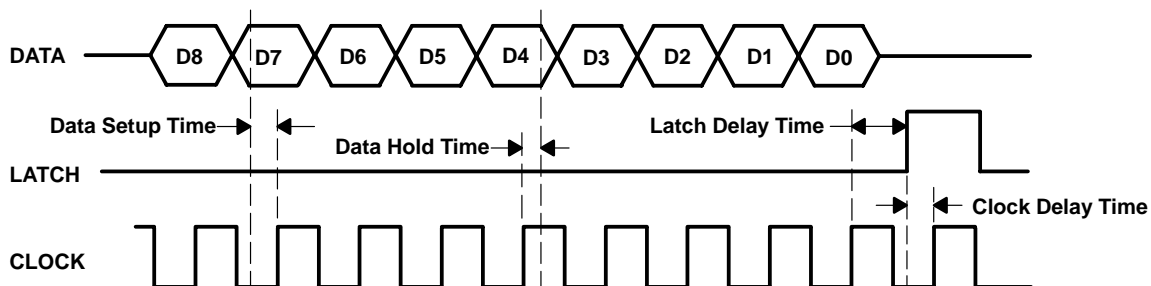 DATA D8 D7 D6 D5 D4 D3 D2 D1 D0
Data Setup Time
Latch Delay Time
Data Hold Time
LATCH
Clock Delay Time
CLOCK